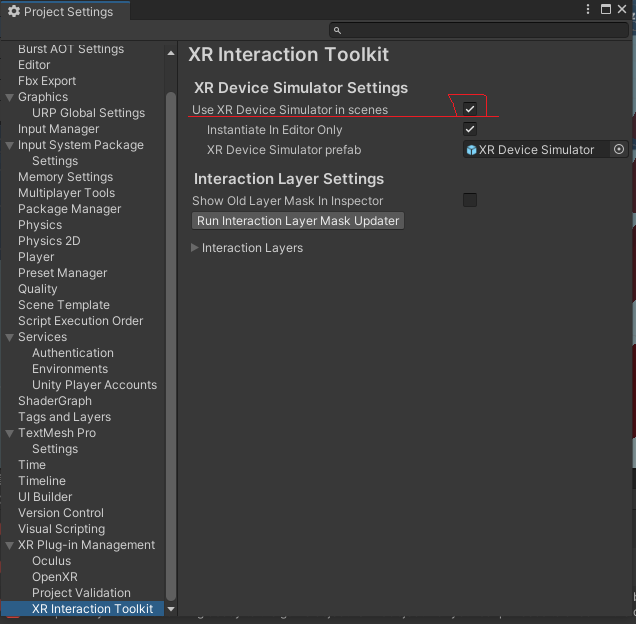 Project Settings
Burst AOT Settings
Editor
Fbx Export
Graphics
URP Global Settings
Input Manager
Input System Package
Settings
Memory Settings
Multiplayer Tools
Package Manager
Physics
Physics 2D
Player
Preset Manager
Quality
Scene Template
Script Execution Order
Services
Authentication
Environments
Unity Player Accounts
ShaderGraph
Tags and Layers
TextMesh Pro
Settings
Time
Timeline
UI Builder
Version Control
Visual Scripting
XR Plug-in Management
Oculus
OpenXR
Project Validation
XR Interaction Toolkit
XR Interaction Toolkit
XR Device Simulator Settings
Use XR Device Simulator in scenes
Instantiate In Editor Only
XR Device Simulator prefab XR Device Simulator
Interaction Layer Settings
Show Old Layer Mask In Inspector
Run Interaction Layer Mask Updater
Interaction Layers